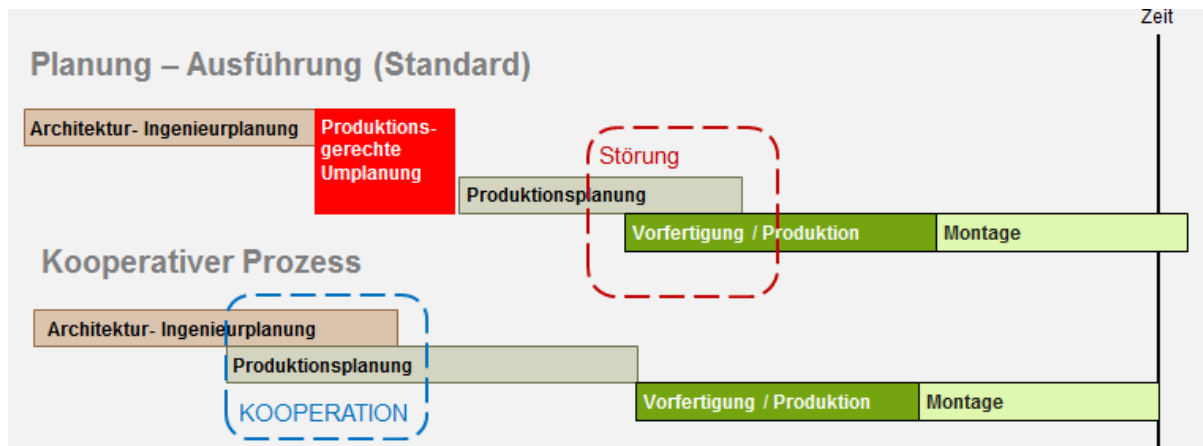 Zeit
Planung – Ausführung (Standard)
Architektur- Ingenieurplanung
Produktions-
gerechte
Umplanung
Störung
Produktionsplanung
Vorfertigung / Produktion
Montage
Kooperativer Prozess
Architektur- Ingenieurplanung
Produktionsplanung
KOOPERATION
Vorfertigung / Produktion
Montage